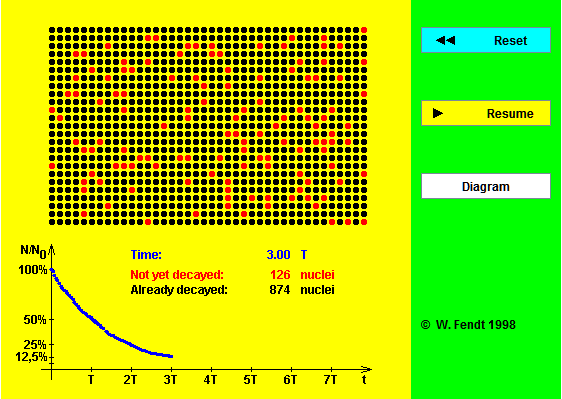 Reset
Resume
Diagram
Time: 3.00 T
Not yet decayed: 126 nuclei
Already decayed: 874 nuclei
N/N0
100%
50%
25%
12,5%
T 2T 3T 4T 5T 6T 7T t
© W. Fendt 1998